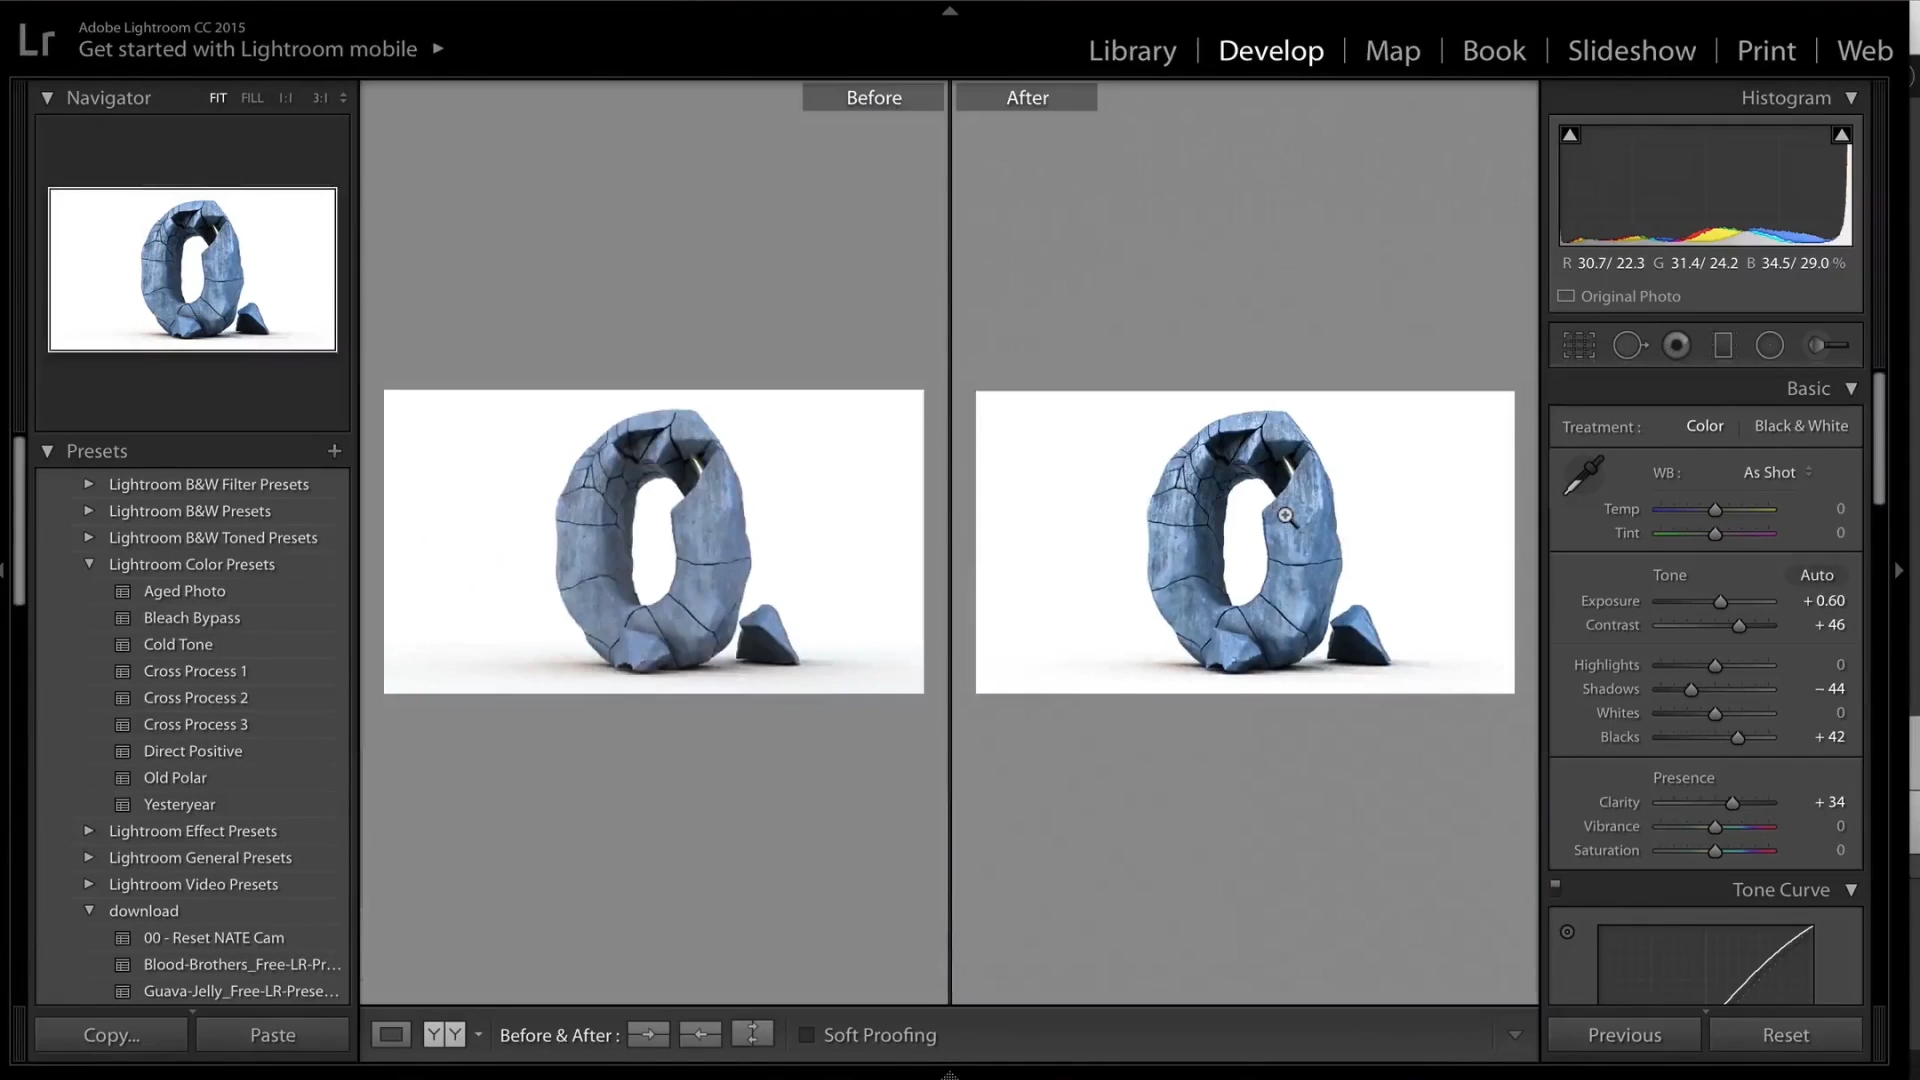 Lr
Adobe Lightroom CC 2015
Get started with Lightroom mobile
Library | Develop | Map | Book | Slideshow | Print | Web
Navigator FIT FILL 1:1 3:1
Presets +
Lightroom B&W Filter Presets
Lightroom B&W Presets
Lightroom B&W Toned Presets
Lightroom Color Presets
Aged Photo
Bleach Bypass
Cold Tone
Cross Process 1
Cross Process 2
Cross Process 3
Direct Positive
Old Polar
Yesteryear
Lightroom Effect Presets
Lightroom General Presets
Lightroom Video Presets
download
00 - Reset NATE Cam
Blood-Brothers_Free-LR-Pr...
Guava-Jelly_Free-LR-Prese...
Copy... Paste
Before
After
YY Before & After : Soft Proofing
Histogram
R 30.7/ 22.3 G 31.4/ 24.2 B 34.5/ 29.0 %
Original Photo
Basic
Treatment : Color | Black & White
WB : As Shot
Temp 0
Tint 0
Tone Auto
Exposure + 0.60
Contrast + 46
Highlights 0
Shadows – 44
Whites 0
Blacks + 42
Presence
Clarity + 34
Vibrance 0
Saturation 0
Tone Curve
Previous Reset